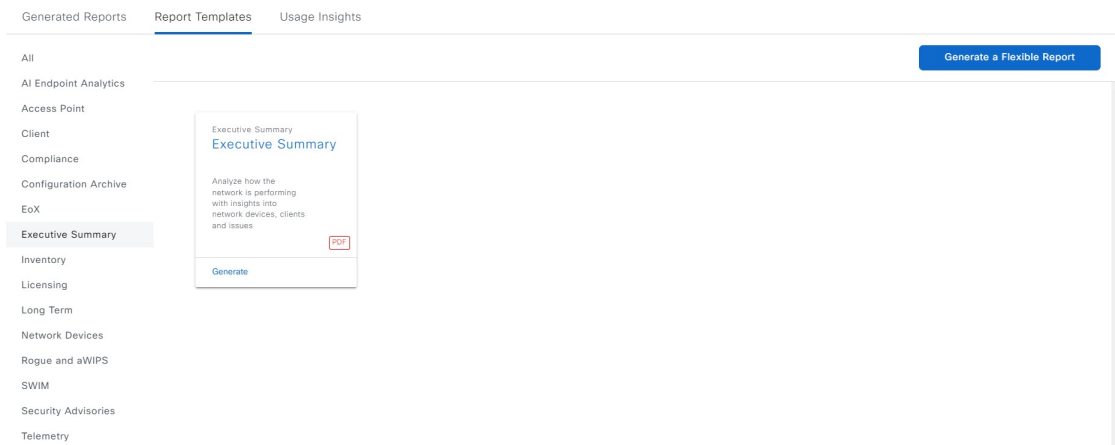 Generated Reports
Report Templates
Usage Insights
All
AI Endpoint Analytics
Access Point
Client
Compliance
Configuration Archive
EoX
Executive Summary
Inventory
Licensing
Long Term
Network Devices
Rogue and aWIPS
SWIM
Security Advisories
Telemetry
Generate a Flexible Report
Executive Summary
Executive Summary
Analyze how the
network is performing
with insights into
network devices, clients
and issues
PDF
Generate